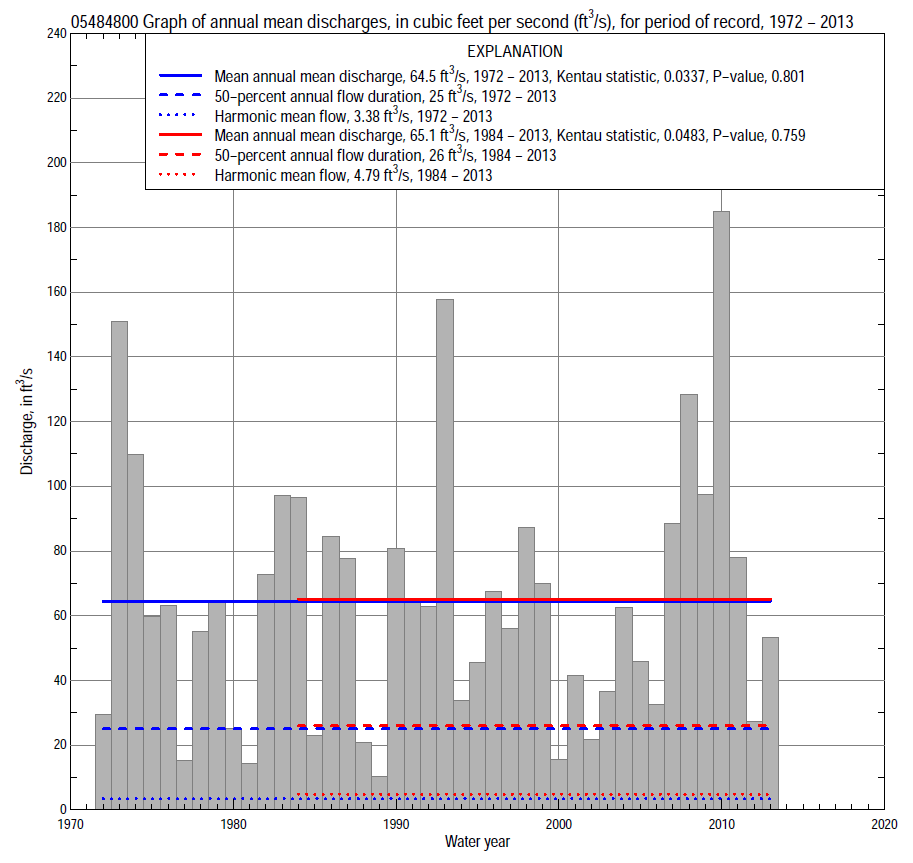 05484800 Graph of annual mean discharges, in cubic feet per second (ft³/s), for period of record, 1972 – 2013
EXPLANATION
Mean annual mean discharge, 64.5 ft³/s, 1972 – 2013, Kentau statistic, 0.0337, P–value, 0.801
50–percent annual flow duration, 25 ft³/s, 1972 – 2013
Harmonic mean flow, 3.38 ft³/s, 1972 – 2013
Mean annual mean discharge, 65.1 ft³/s, 1984 – 2013, Kentau statistic, 0.0483, P–value, 0.759
50–percent annual flow duration, 26 ft³/s, 1984 – 2013
Harmonic mean flow, 4.79 ft³/s, 1984 – 2013
240
220
200
180
160
140
120
100
80
60
40
20
0
Discharge, in ft³/s
1970 1980 1990 2000 2010 2020
Water year